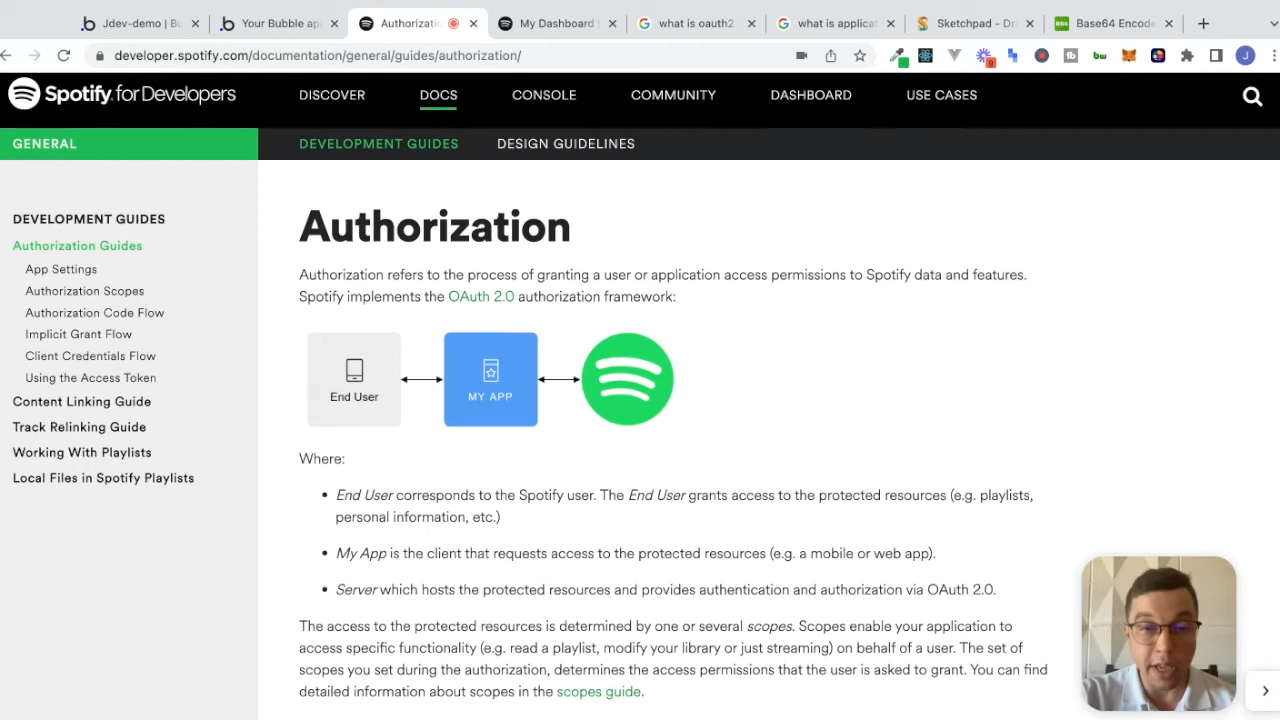 Jdev-demo | Bu
Your Bubble ap
Authorizatic
My Dashboard
what is oauth2
what is applicat
Sketchpad - Dra
Base64 Encode
developer.spotify.com/documentation/general/guides/authorization/
J
Spotify for Developers
DISCOVER
DOCS
CONSOLE
COMMUNITY
DASHBOARD
USE CASES
GENERAL
DEVELOPMENT GUIDES
DESIGN GUIDELINES
DEVELOPMENT GUIDES
Authorization Guides
App Settings
Authorization Scopes
Authorization Code Flow
Implicit Grant Flow
Client Credentials Flow
Using the Access Token
Content Linking Guide
Track Relinking Guide
Working With Playlists
Local Files in Spotify Playlists
Authorization
Authorization refers to the process of granting a user or application access permissions to Spotify data and features.
Spotify implements the OAuth 2.0 authorization framework:
End User
MY APP
Where:
End User corresponds to the Spotify user. The End User grants access to the protected resources (e.g. playlists,
personal information, etc.)
My App is the client that requests access to the protected resources (e.g. a mobile or web app).
Server which hosts the protected resources and provides authentication and authorization via OAuth 2.0.
The access to the protected resources is determined by one or several scopes. Scopes enable your application to
access specific functionality (e.g. read a playlist, modify your library or just streaming) on behalf of a user. The set of
scopes you set during the authorization, determines the access permissions that the user is asked to grant. You can find
detailed information about scopes in the scopes guide.